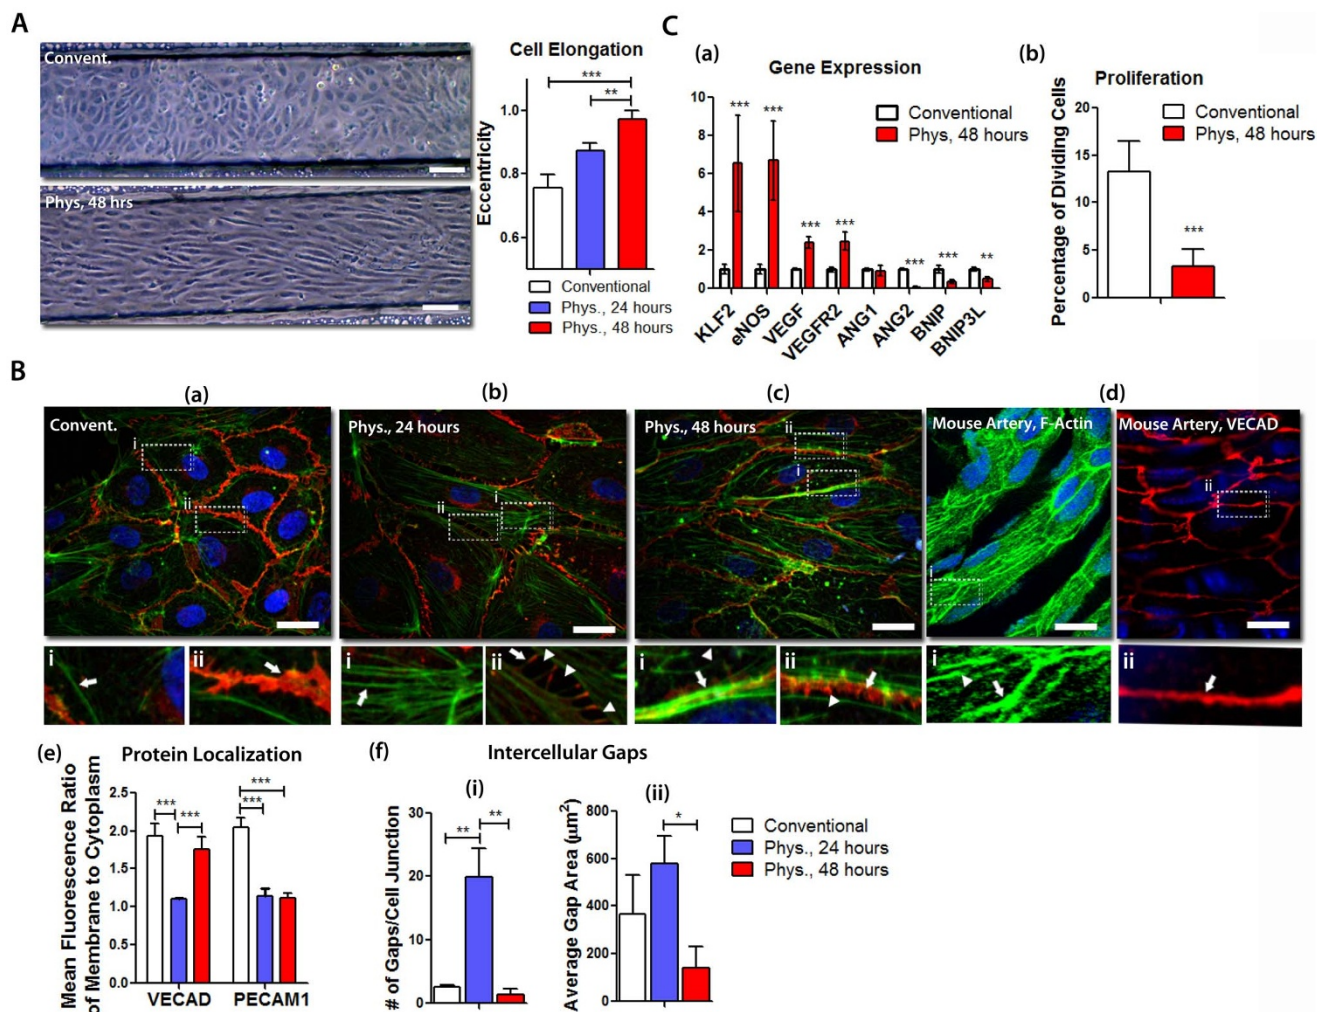 A
Convent.
Phys, 48 hrs
Cell Elongation
***
**
Eccentricity
1.0
0.8
0.6
Conventional
Phys., 24 hours
Phys., 48 hours
C
(a)
Gene Expression
Conventional
Phys, 48 hours
10
8
6
4
2
0
***
***
***
***
***
***
**
KLF2
eNOS
VEGF
VEGFR2
ANG1
ANG2
BNIP
BNIP3L
(b)
Proliferation
Conventional
Phys, 48 hours
Percentage of Dividing Cells
20
15
10
5
0
***
B
(a)
Convent.
i
ii
(b)
Phys., 24 hours
i
ii
(c)
Phys., 48 hours
ii
i
(d)
Mouse Artery, F-Actin
i
Mouse Artery, VECAD
ii
i
ii
i
ii
i
ii
i
ii
(e)
Protein Localization
Mean Fluorescence Ratio
of Membrane to Cytoplasm
2.5
2.0
1.5
1.0
0.5
0.0
***
***
***
***
VECAD
PECAM1
(f)
Intercellular Gaps
(i)
# of Gaps/Cell Junction
30
20
10
0
**
**
(ii)
Average Gap Area (µm²)
800
600
400
200
0
*
Conventional
Phys., 24 hours
Phys., 48 hours